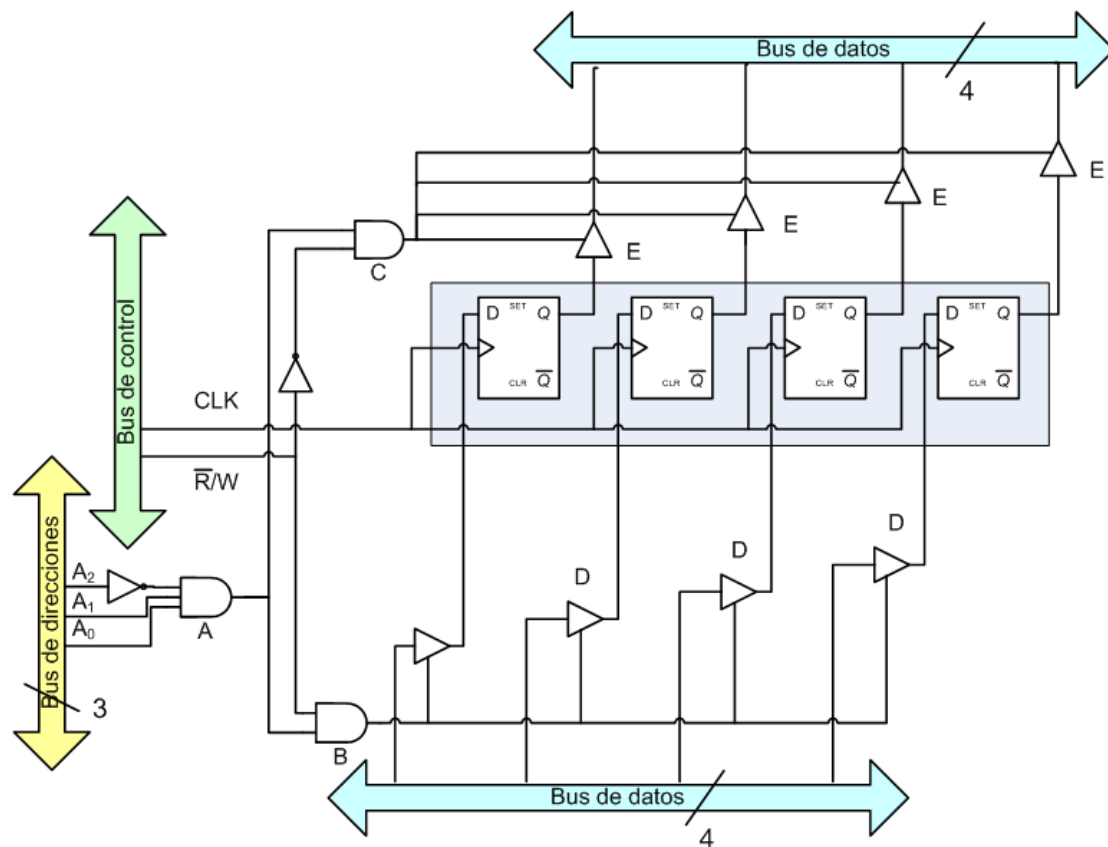 Bus de datos
4
E
E
E
E
C
D SET Q
CLR Q̅
D SET Q
CLR Q̅
D SET Q
CLR Q̅
D SET Q
CLR Q̅
Bus de control
CLK
R̅/W
Bus de direcciones
3
A₂
A₁
A₀
A
D
D
D
B
Bus de datos
4